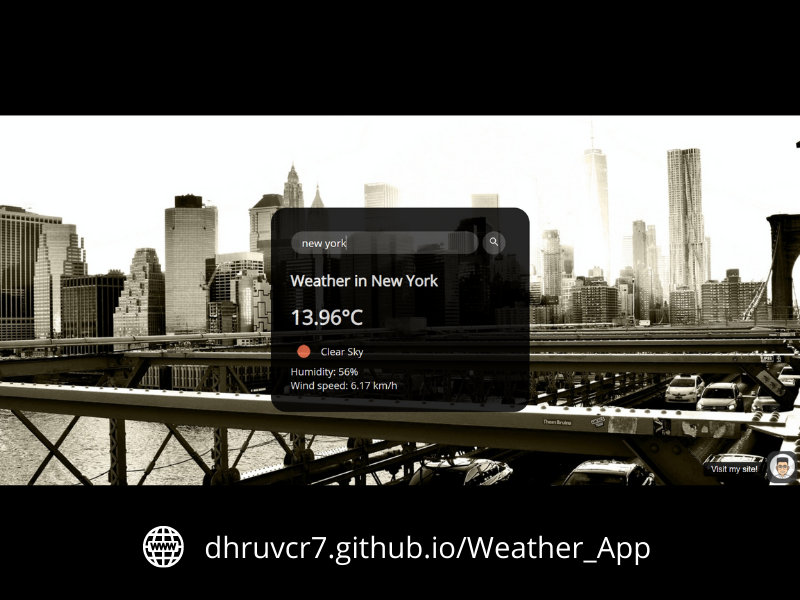 new york
Weather in New York
13.96°C
Clear Sky
Humidity: 56%
Wind speed: 6.17 km/h
Visit my site!
www
dhruvcr7.github.io/Weather_App